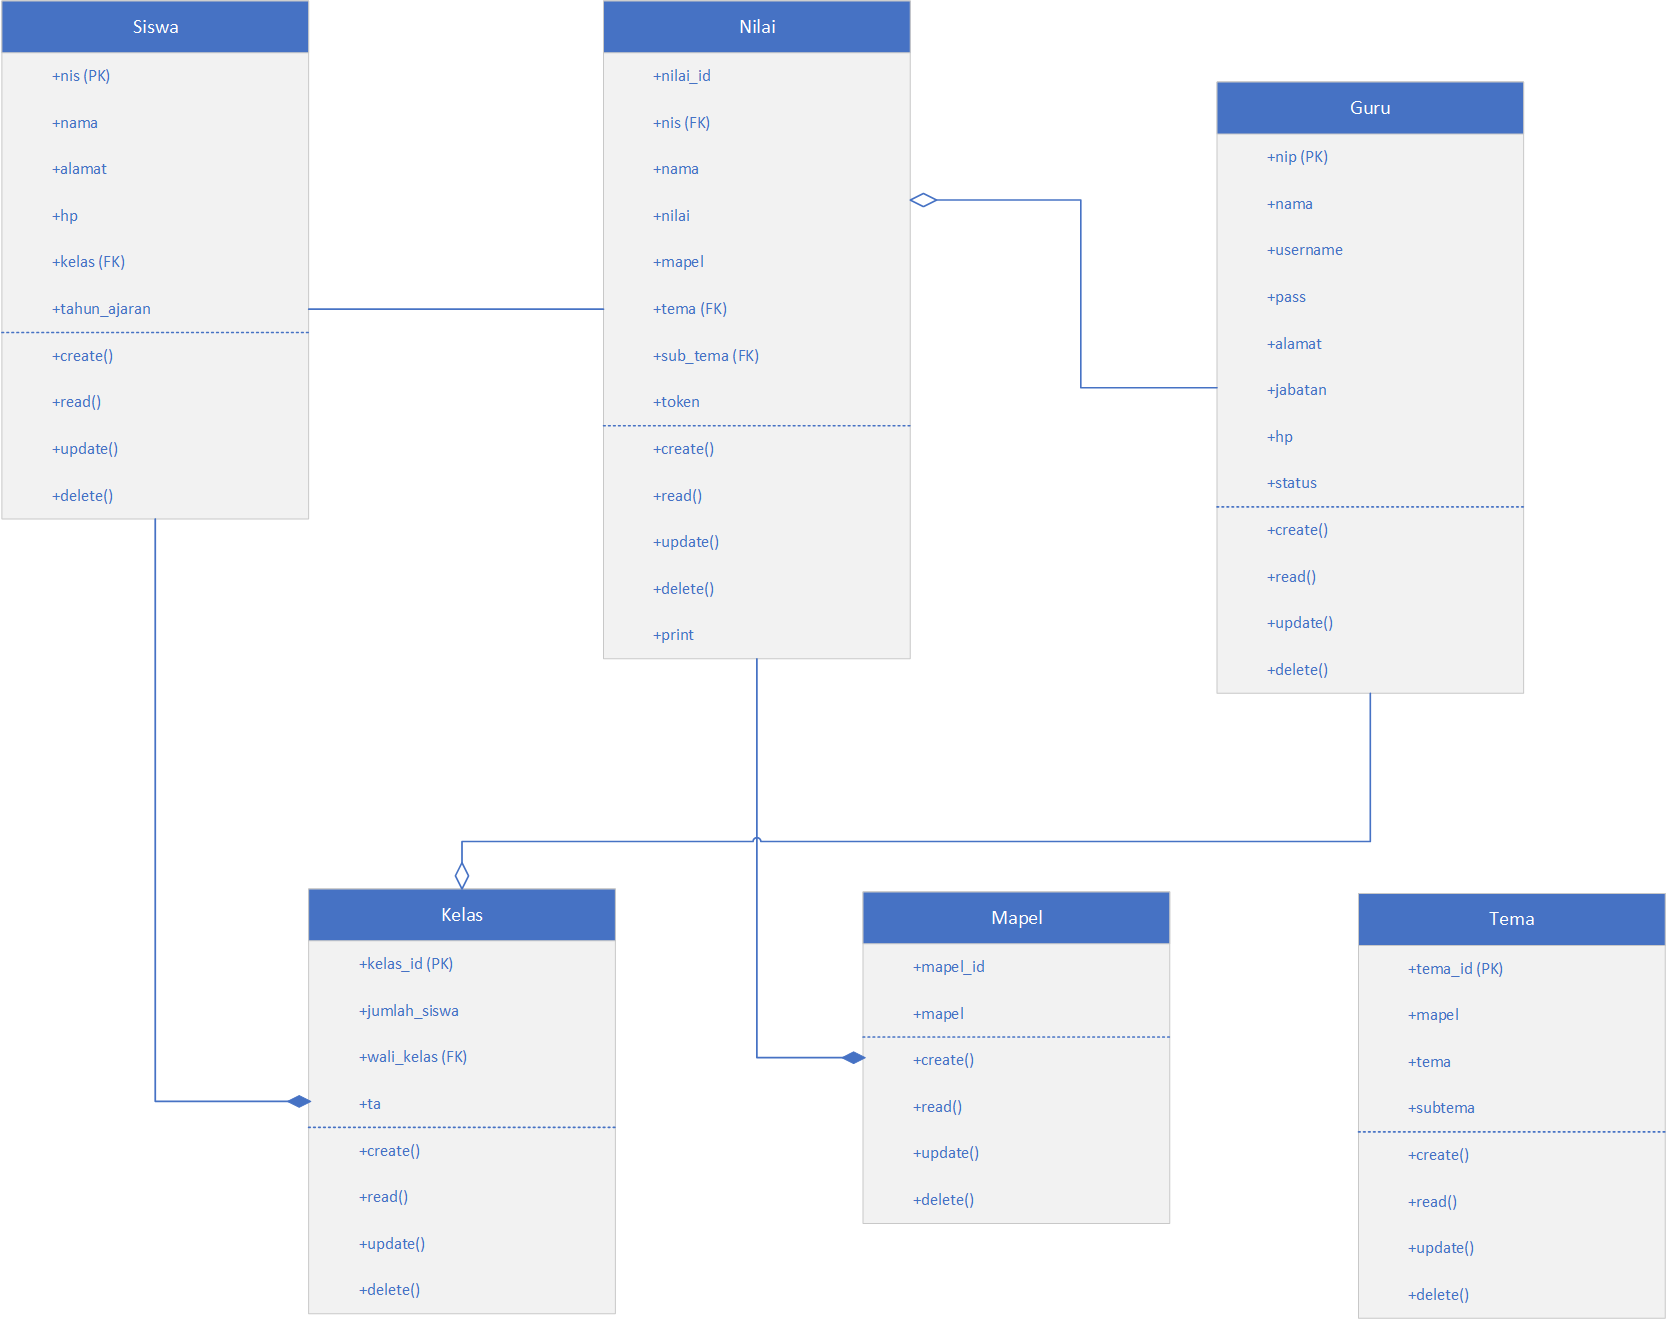 Siswa
+nis (PK)
+nama
+alamat
+hp
+kelas (FK)
+tahun_ajaran
+create()
+read()
+update()
+delete()
Nilai
+nilai_id
+nis (FK)
+nama
+nilai
+mapel
+tema (FK)
+sub_tema (FK)
+token
+create()
+read()
+update()
+delete()
+print
Guru
+nip (PK)
+nama
+username
+pass
+alamat
+jabatan
+hp
+status
+create()
+read()
+update()
+delete()
Kelas
+kelas_id (PK)
+jumlah_siswa
+wali_kelas (FK)
+ta
+create()
+read()
+update()
+delete()
Mapel
+mapel_id
+mapel
+create()
+read()
+update()
+delete()
Tema
+tema_id (PK)
+mapel
+tema
+subtema
+create()
+read()
+update()
+delete()